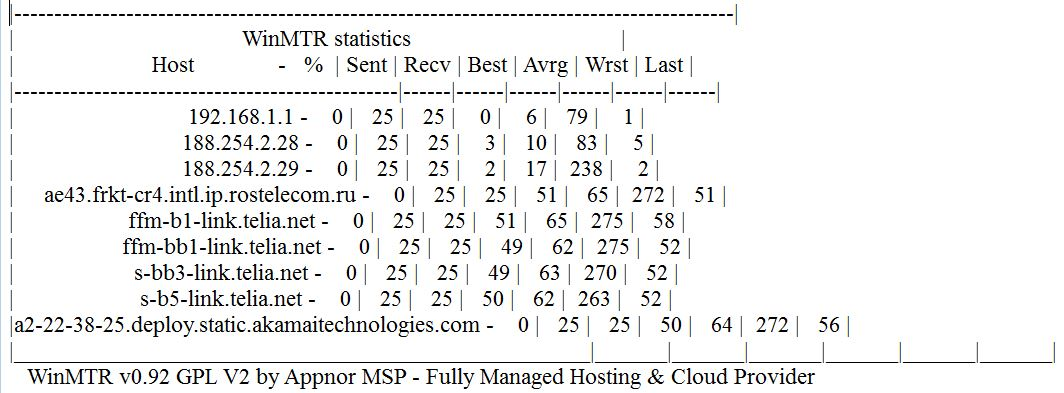 |------------------------------------------------------------------------------------------|
| WinMTR statistics |
| Host - % | Sent | Recv | Best | Avrg | Wrst | Last |
|------------------------------------------------|------|------|------|------|------|------|
| 192.168.1.1 - 0 | 25 | 25 | 0 | 6 | 79 | 1 |
| 188.254.2.28 - 0 | 25 | 25 | 3 | 10 | 83 | 5 |
| 188.254.2.29 - 0 | 25 | 25 | 2 | 17 | 238 | 2 |
| ae43.frkt-cr4.intl.ip.rostelecom.ru - 0 | 25 | 25 | 51 | 65 | 272 | 51 |
| ffm-b1-link.telia.net - 0 | 25 | 25 | 51 | 65 | 275 | 58 |
| ffm-bb1-link.telia.net - 0 | 25 | 25 | 49 | 62 | 275 | 52 |
| s-bb3-link.telia.net - 0 | 25 | 25 | 49 | 63 | 270 | 52 |
| s-b5-link.telia.net - 0 | 25 | 25 | 50 | 62 | 263 | 52 |
|a2-22-38-25.deploy.static.akamaitechnologies.com - 0 | 25 | 25 | 50 | 64 | 272 | 56 |
|________________________________________________|______|______|______|______|______|______|
WinMTR v0.92 GPL V2 by Appnor MSP - Fully Managed Hosting & Cloud Provider